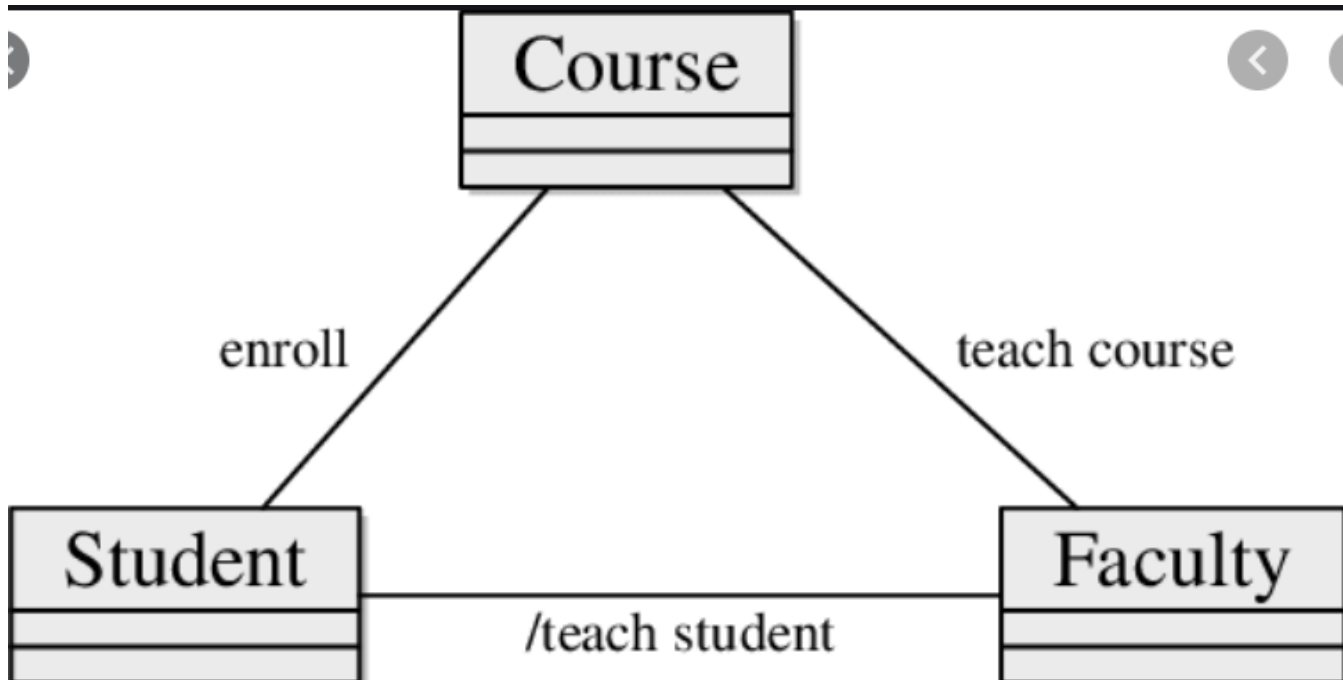 Course
enroll
teach course
Student
Faculty
/teach student